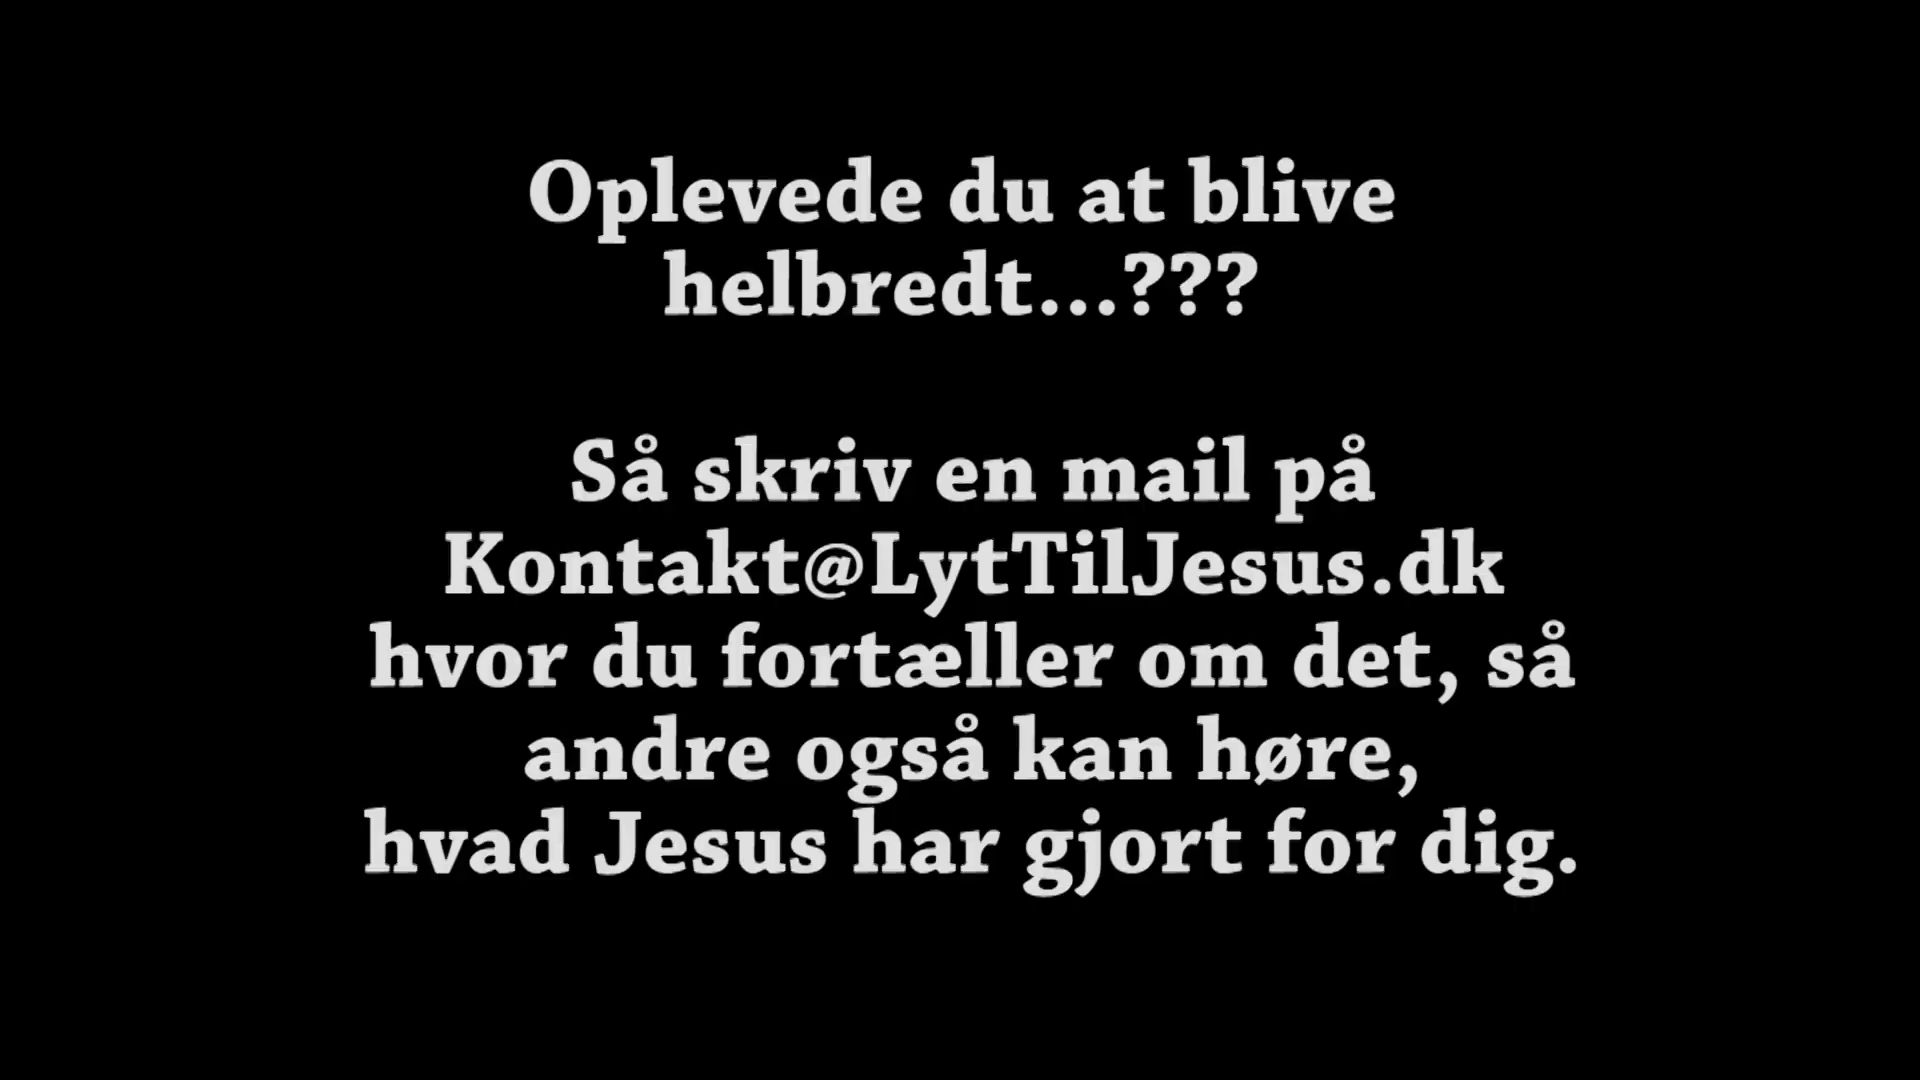 Oplevede du at blive
helbredt...???
Så skriv en mail på
Kontakt@LytTilJesus.dk
hvor du fortæller om det, så
andre også kan høre,
hvad Jesus har gjort for dig.